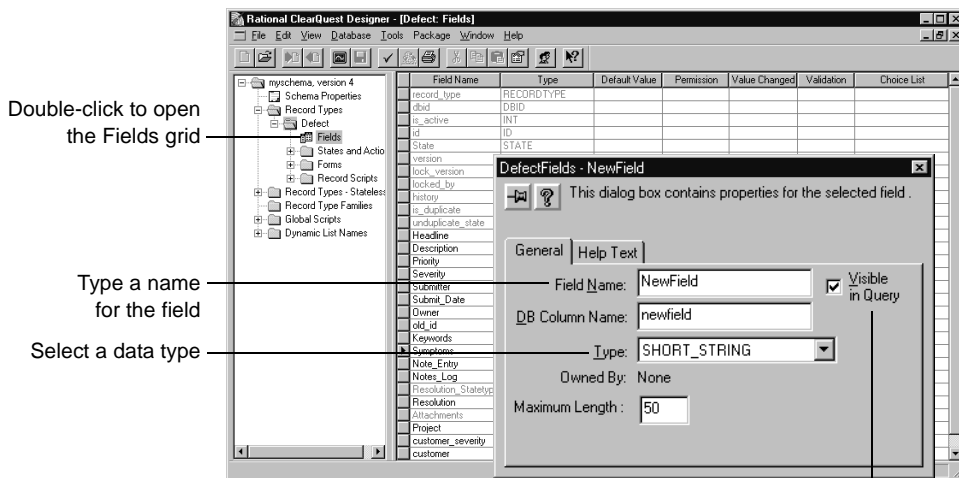 Rational ClearQuest Designer - [Defect: Fields]
File Edit View Database Tools Package Window Help
myschema, version 4
Schema Properties
Record Types
Defect
Fields
States and Actio
Forms
Record Scripts
Record Types - Stateless
Record Type Families
Global Scripts
Dynamic List Names
Field Name Type Default Value Permission Value Changed Validation Choice List
record_type RECORDTYPE
dbid DBID
is_active INT
id ID
State STATE
version
lock_version
locked_by
history
is_duplicate
unduplicate_state
Headline
Description
Priority
Severity
Submitter
Submit_Date
Owner
old_id
Keywords
Symptoms
Note_Entry
Notes_Log
Resolution_Statetyp
Resolution
Attachments
Project
customer_severity
customer
DefectFields - NewField
This dialog box contains properties for the selected field .
General Help Text
Field Name: NewField
Visible
in Query
DB Column Name: newfield
Type: SHORT_STRING
Owned By: None
Maximum Length : 50
Double-click to open
the Fields grid
Type a name
for the field
Select a data type